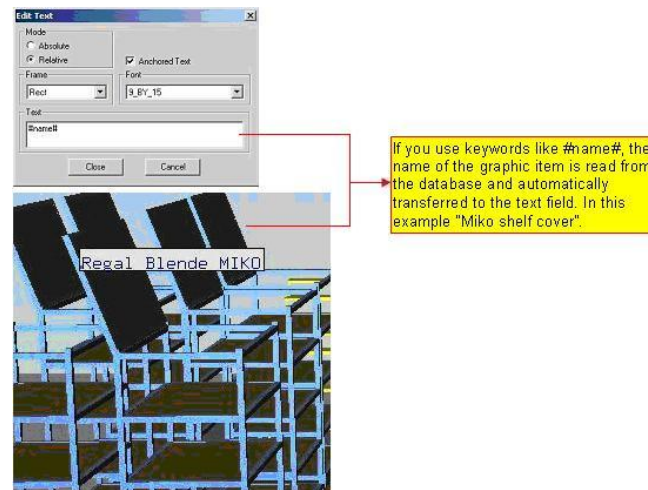 Edit Text
Mode
Absolute
Relative
Anchored Text
Frame
Font
Rect
9_BY_15
Text
#name#
Close
Cancel
If you use keywords like #name#, the
name of the graphic item is read from
the database and automatically
transferred to the text field. In this
example "Miko shelf cover".
Regal Blende MIKO